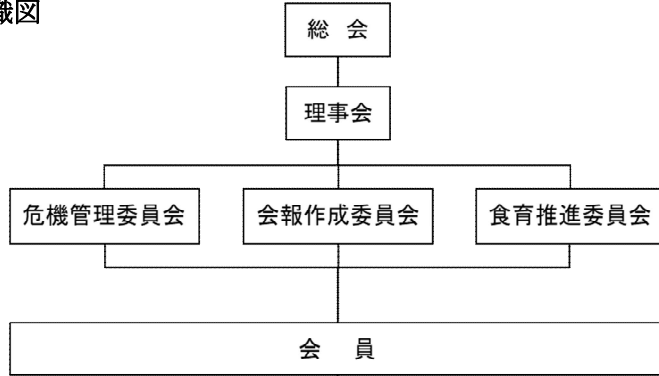 織図
総 会
理事会
危機管理委員会 会報作成委員会 食育推進委員会
会 員